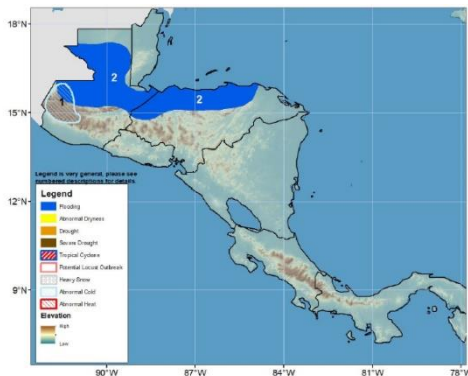 18°N
15°N
12°N
9°N
2
2
1
Legend is very general, please see
numbered descriptions for details.
Legend
Flooding
Abnormal Dryness
Drought
Severe Drought
Tropical Cyclone
Potential Locust Outbreak
Heavy Snow
Abnormal Cold
Abnormal Heat
Elevation
High
Low
90°W
87°W
84°W
81°W
78°W